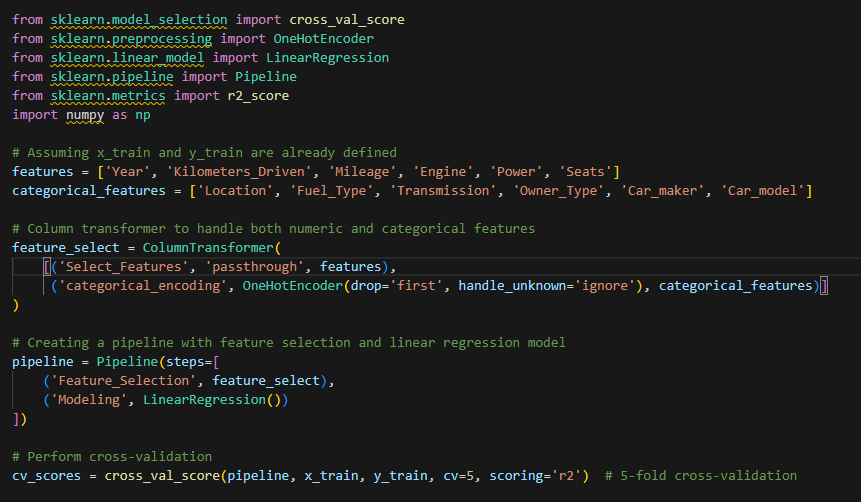 from sklearn.model_selection import cross_val_score
from sklearn.preprocessing import OneHotEncoder
from sklearn.linear_model import LinearRegression
from sklearn.pipeline import Pipeline
from sklearn.metrics import r2_score
import numpy as np

# Assuming x_train and y_train are already defined
features = ['Year', 'Kilometers_Driven', 'Mileage', 'Engine', 'Power', 'Seats']
categorical_features = ['Location', 'Fuel_Type', 'Transmission', 'Owner_Type', 'Car_maker', 'Car_model']

# Column transformer to handle both numeric and categorical features
feature_select = ColumnTransformer(
    [('Select_Features', 'passthrough', features),
     ('categorical_encoding', OneHotEncoder(drop='first', handle_unknown='ignore'), categorical_features)]
)

# Creating a pipeline with feature selection and linear regression model
pipeline = Pipeline(steps=[
    ('Feature_Selection', feature_select),
    ('Modeling', LinearRegression())
])

# Perform cross-validation
cv_scores = cross_val_score(pipeline, x_train, y_train, cv=5, scoring='r2')  # 5-fold cross-validation